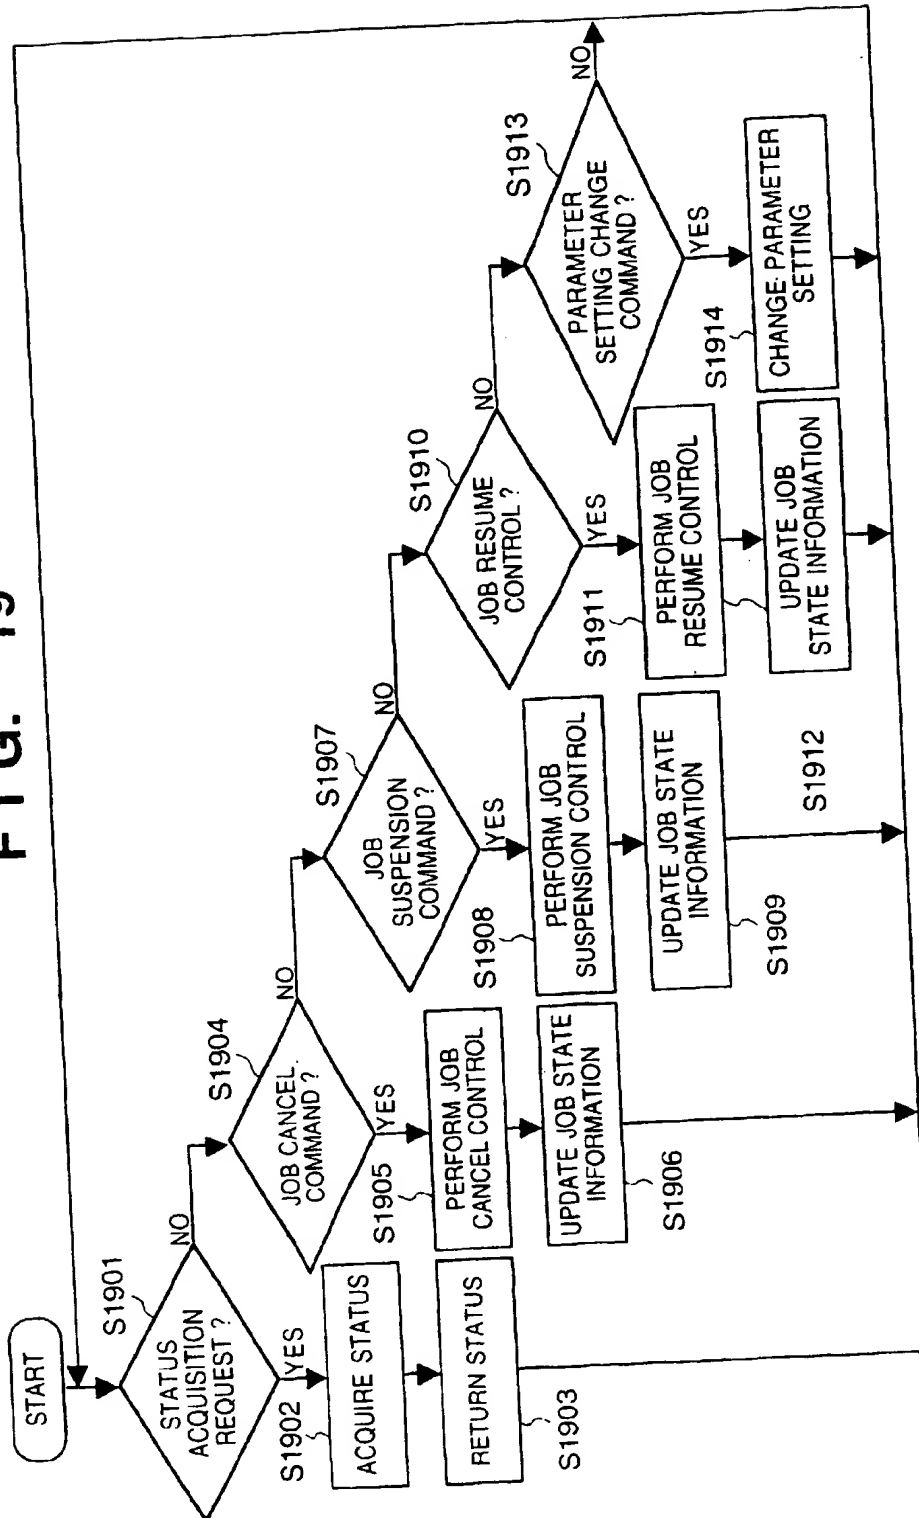 FIG. 19
START
S1901
STATUS
ACQUISITION
REQUEST ?
NO
YES
S1902
ACQUIRE STATUS
RETURN STATUS
S1903
S1904
JOB CANCEL
COMMAND ?
NO
YES
S1905
PERFORM JOB
CANCEL CONTROL
UPDATE JOB STATE
INFORMATION
S1906
S1907
JOB
SUSPENSION
COMMAND ?
NO
YES
S1908
PERFORM JOB
SUSPENSION CONTROL
UPDATE JOB STATE
INFORMATION
S1909
S1910
JOB RESUME
CONTROL ?
NO
YES
S1911
PERFORM JOB
RESUME CONTROL
UPDATE JOB
STATE INFORMATION
S1912
S1913
PARAMETER
SETTING CHANGE
COMMAND ?
NO
YES
S1914
CHANGE PARAMETER
SETTING